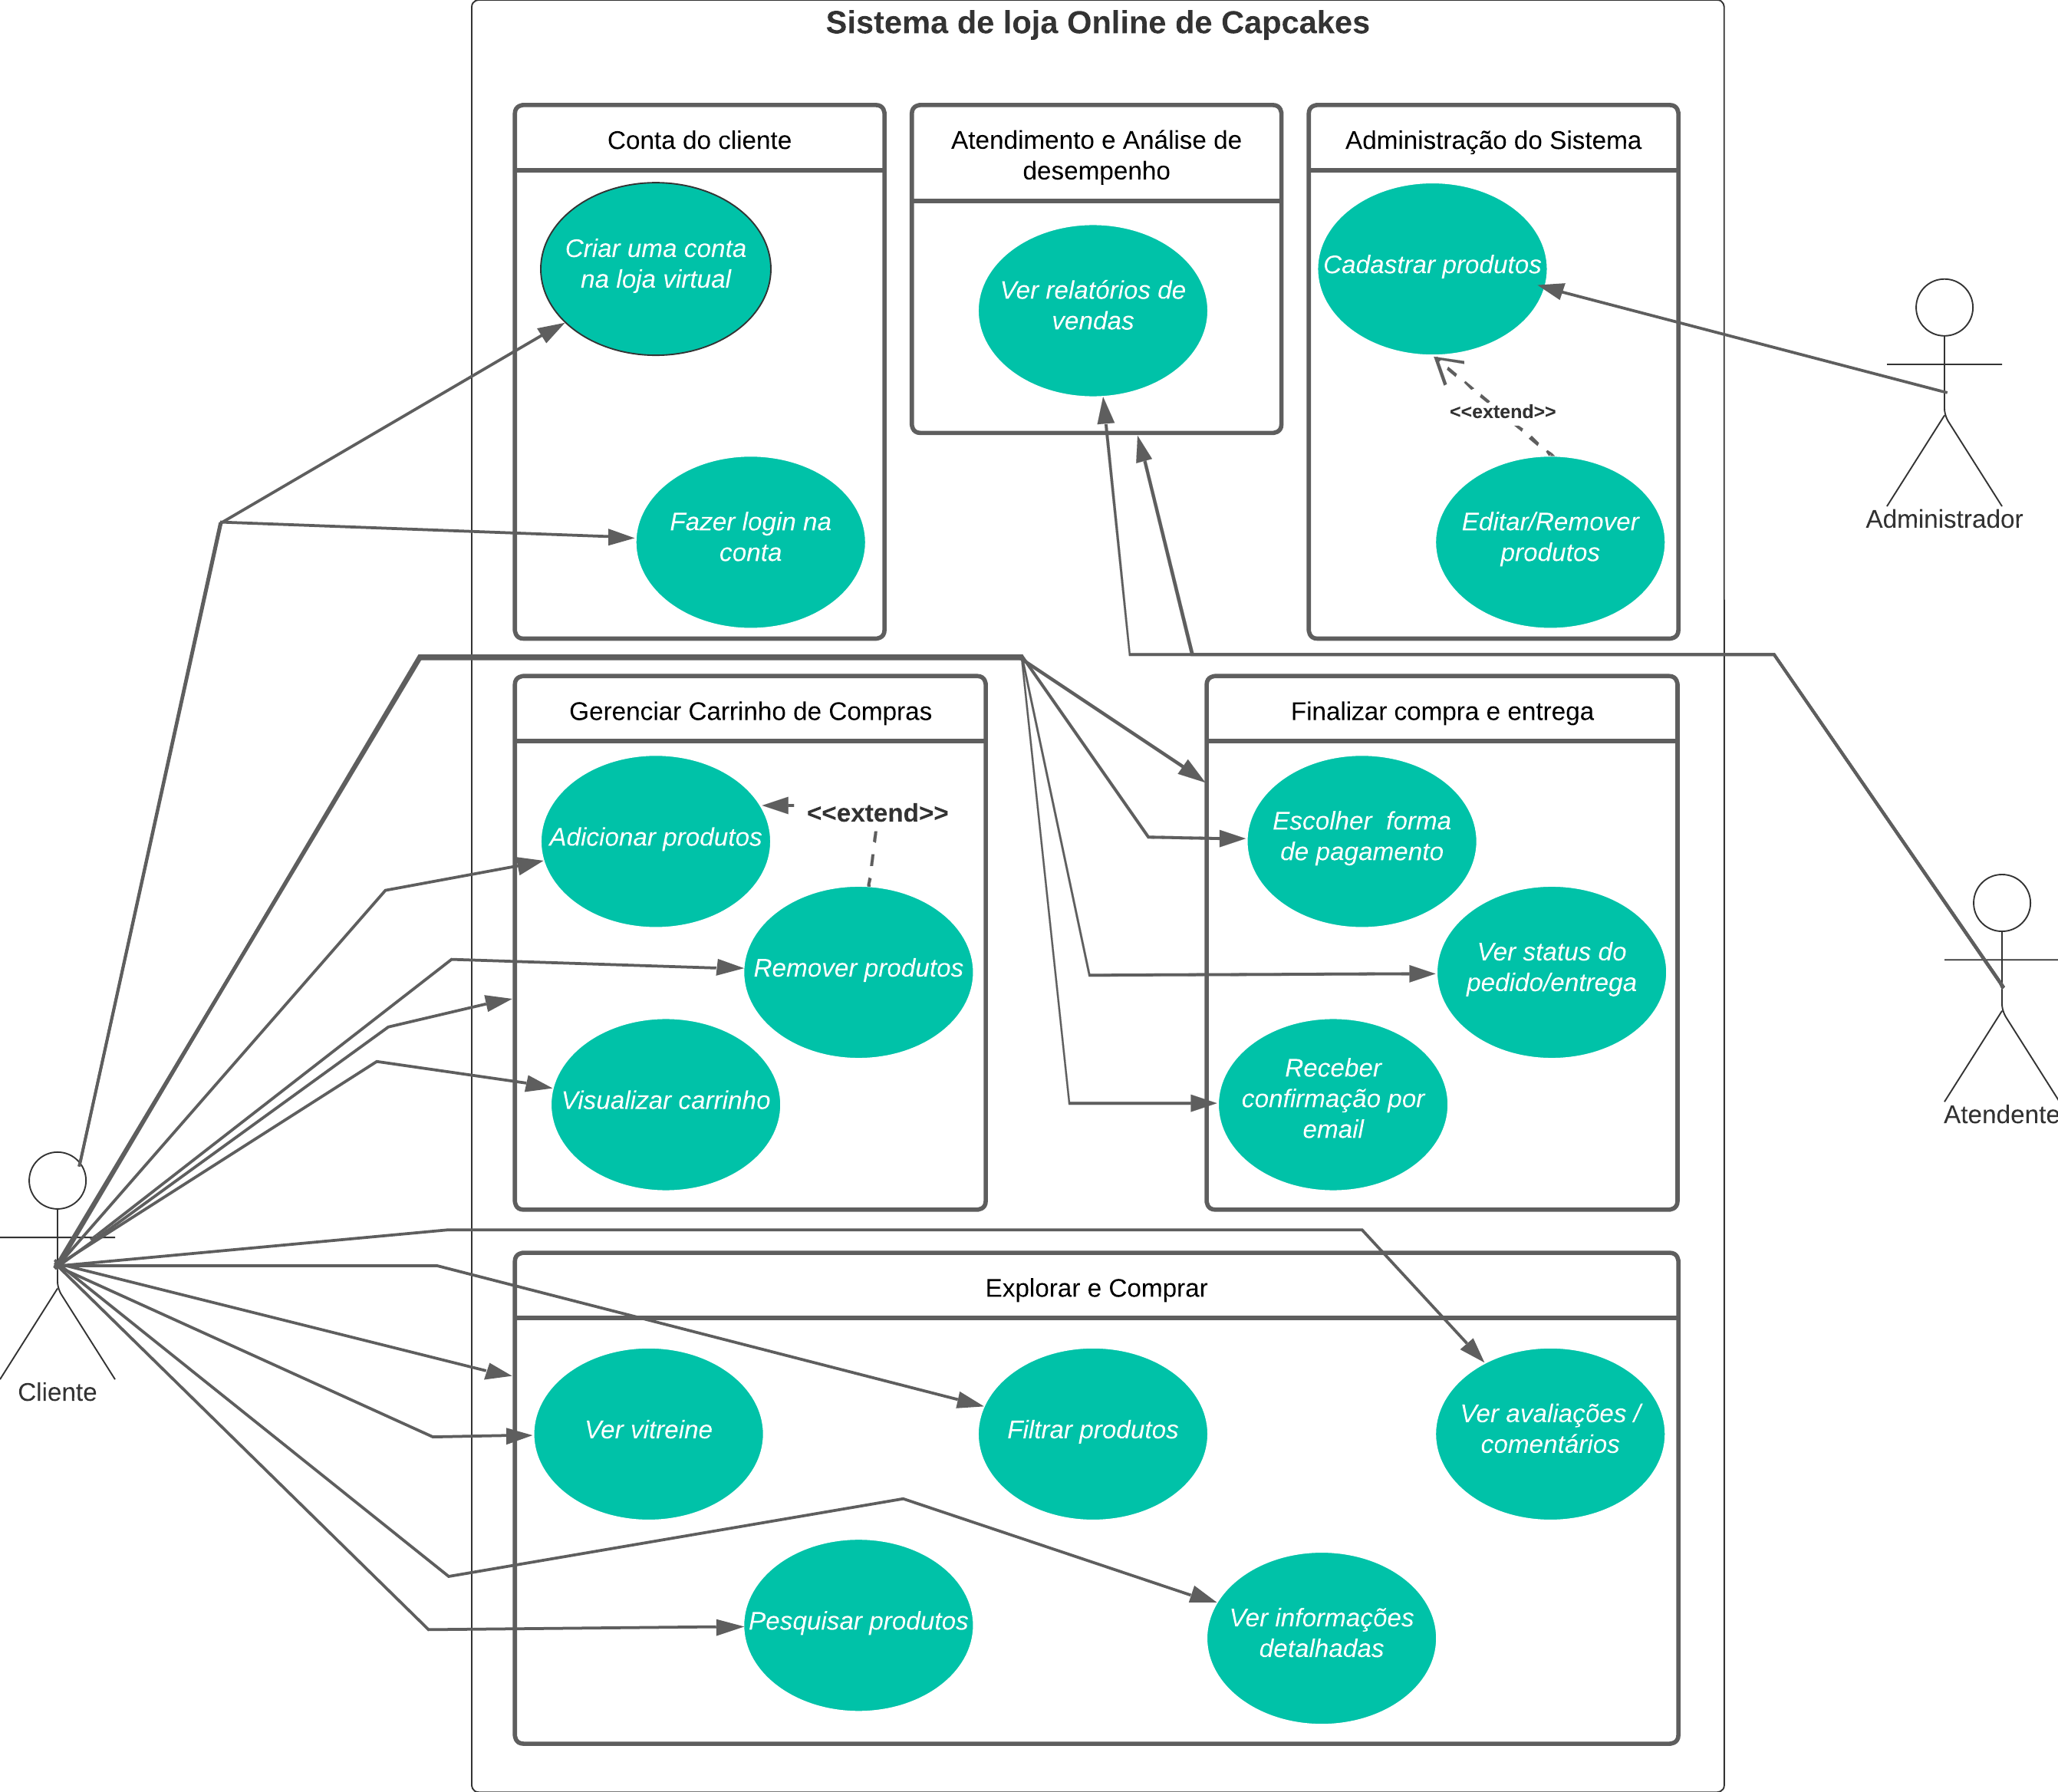 Sistema de loja Online de Capcakes
Conta do cliente
Criar uma conta
na loja virtual
Fazer login na
conta
Atendimento e Análise de
desempenho
Ver relatórios de
vendas
Administração do Sistema
Cadastrar produtos
<<extend>>
Editar/Remover
produtos
Administrador
Gerenciar Carrinho de Compras
Adicionar produtos
<<extend>>
Remover produtos
Visualizar carrinho
Finalizar compra e entrega
Escolher  forma
de pagamento
Ver status do
pedido/entrega
Receber
confirmação por
email
Atendente
Cliente
Explorar e Comprar
Ver vitreine
Filtrar produtos
Ver avaliações /
comentários
Pesquisar produtos
Ver informações
detalhadas